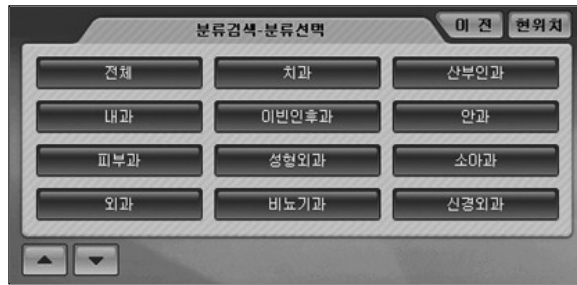 분류검색-분류선택 이 전 현위치
전체 치과 산부인과
내과 이빈인후과 안과
피부과 성형외과 소아과
외과 비뇨기과 신경외과